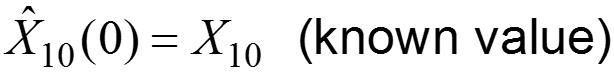 X̂₁₀(0) = X₁₀ (known value)